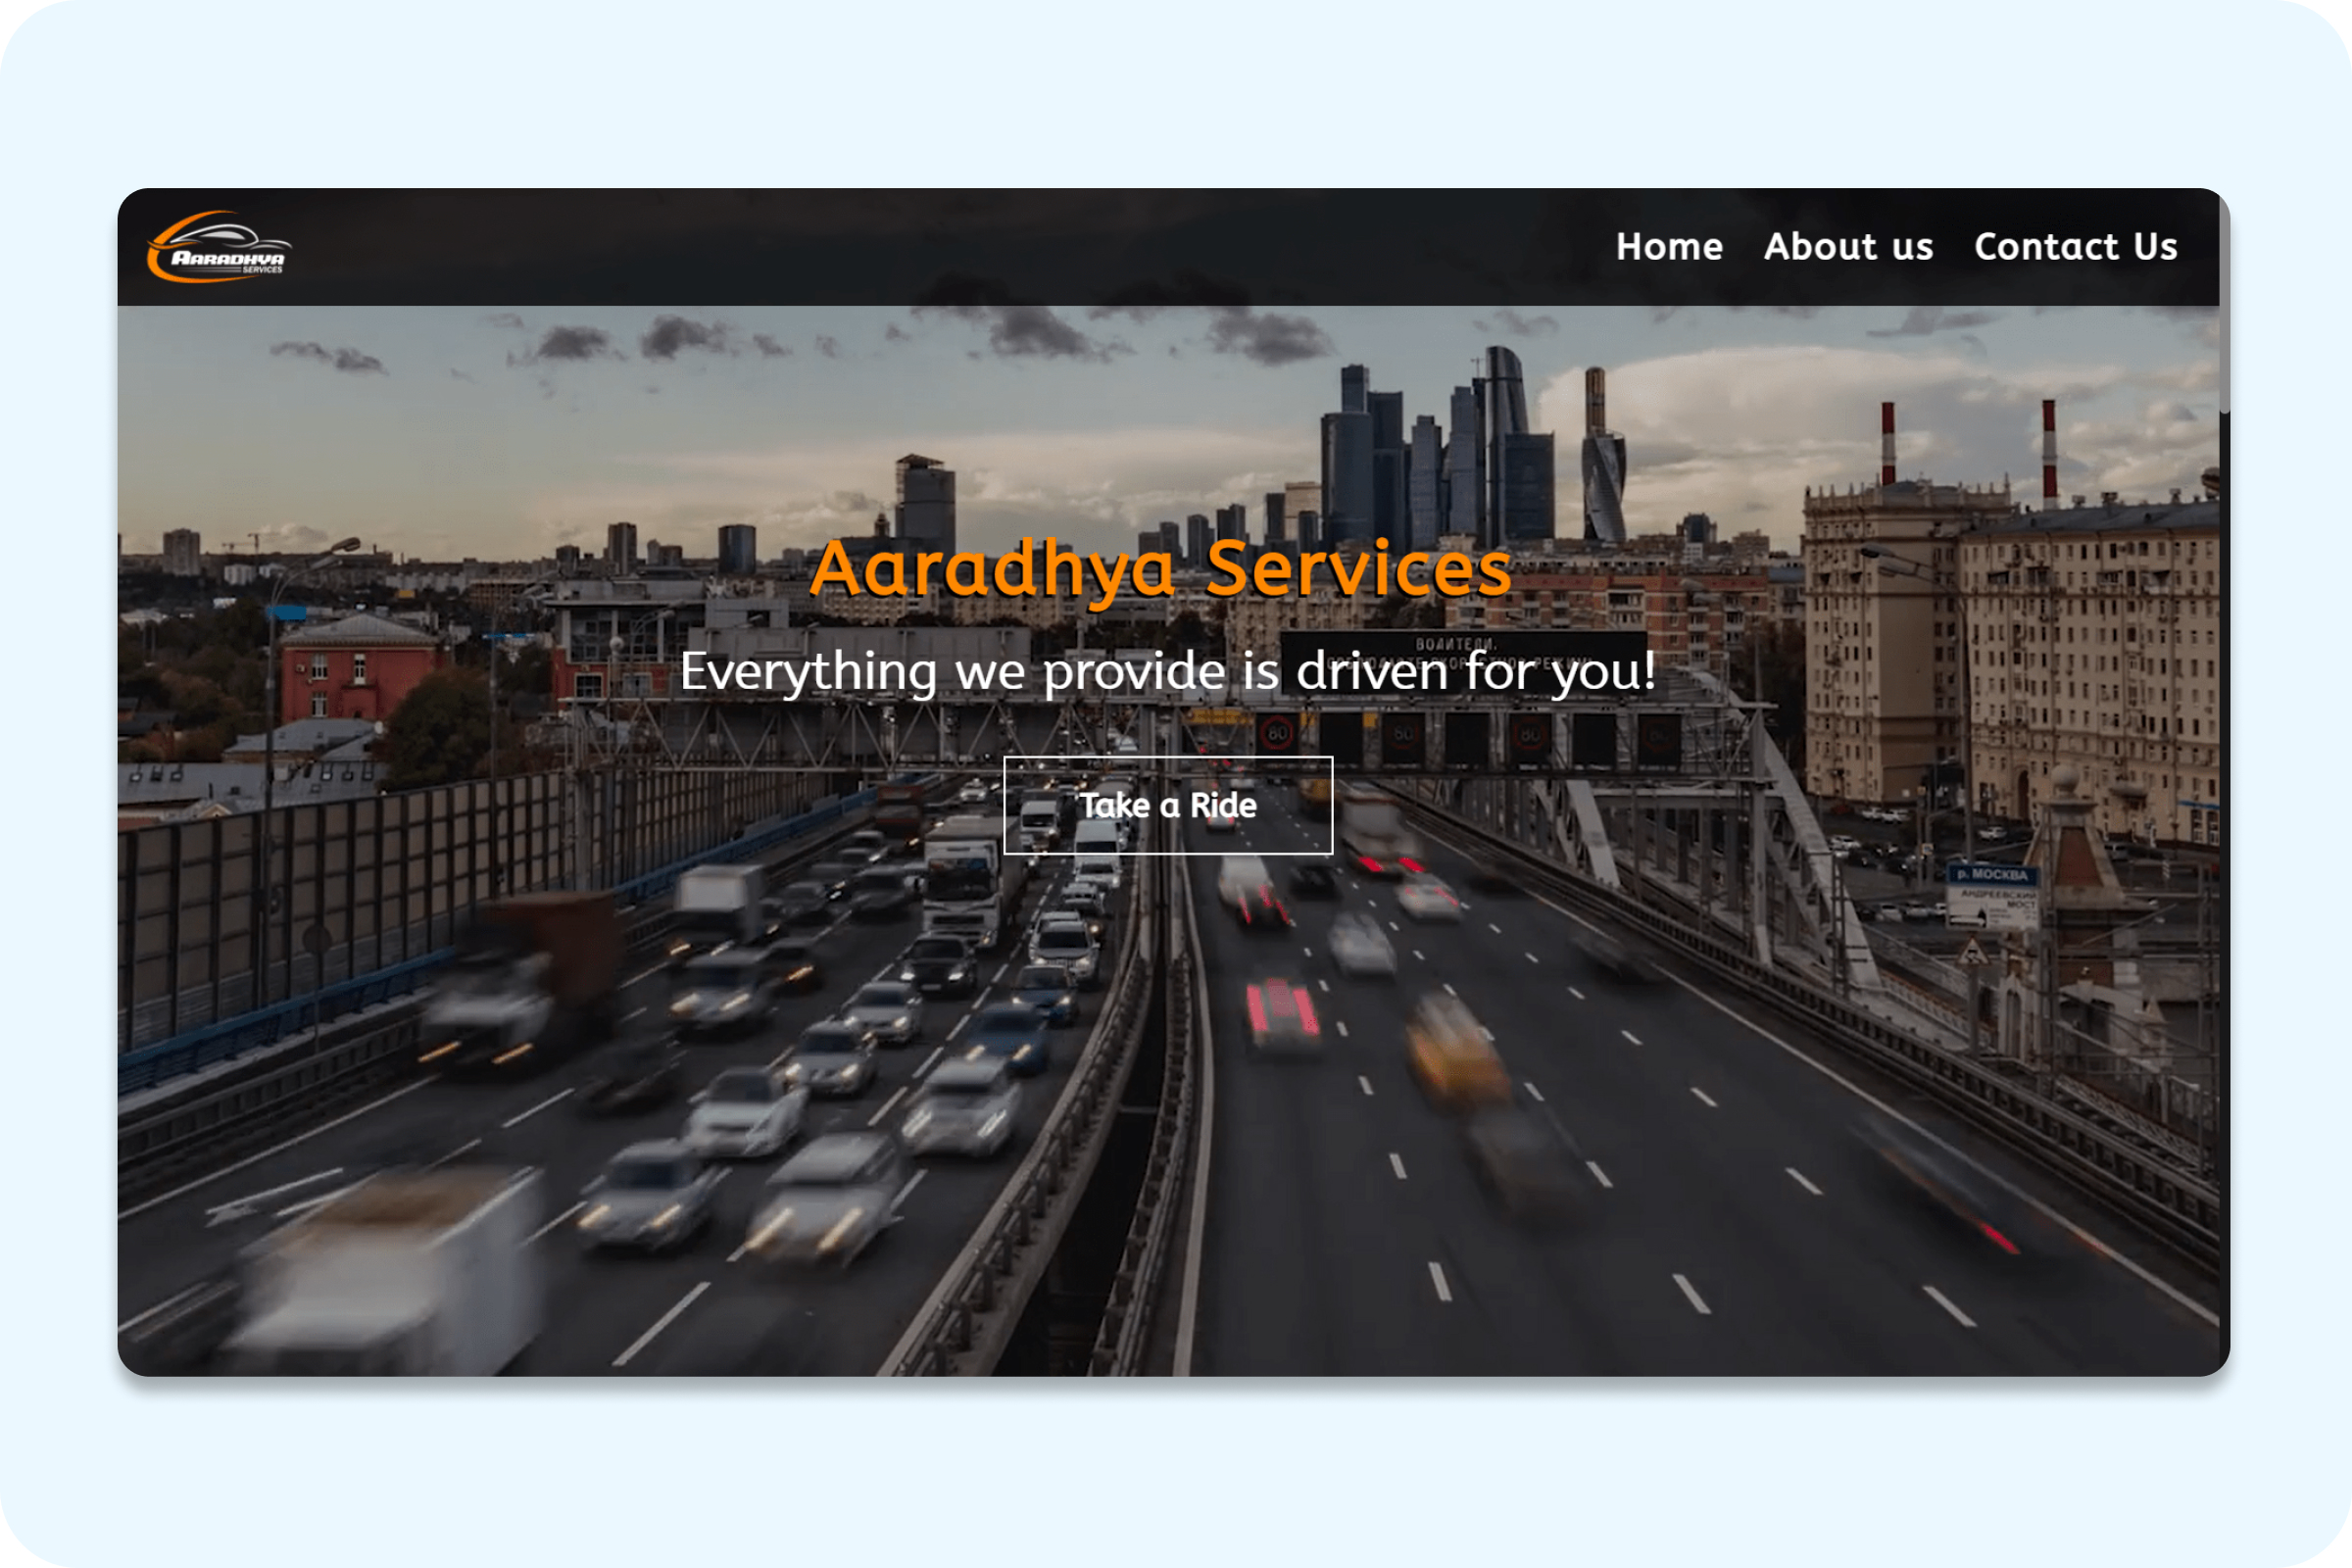 AARADHYA
SERVICES
Home About us Contact Us
Aaradhya Services
ВОДИТЕЛИ,
Everything we provide is driven for you!
80 80 80 80
Take a Ride
р. МОСКВА
АНДРЕЕВСКИЙ
МОСТ